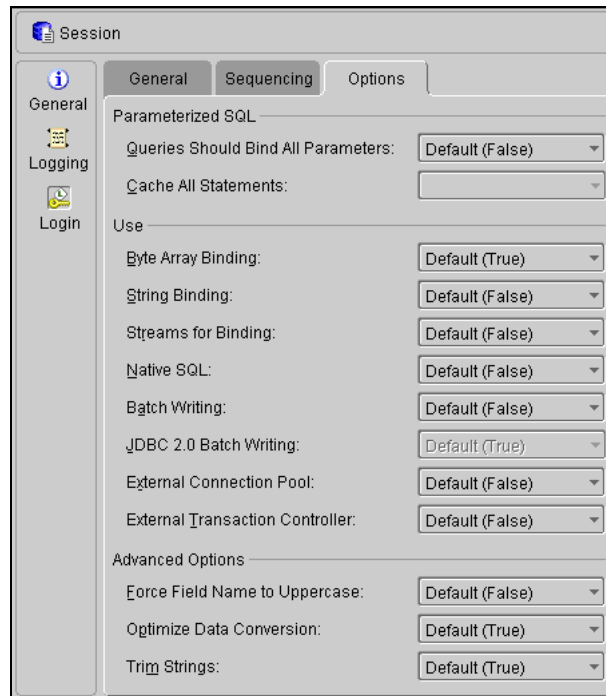 Session
General
Logging
Login
General Sequencing Options
Parameterized SQL
Queries Should Bind All Parameters: Default (False)
Cache All Statements:
Use
Byte Array Binding: Default (True)
String Binding: Default (False)
Streams for Binding: Default (False)
Native SQL: Default (False)
Batch Writing: Default (False)
JDBC 2.0 Batch Writing: Default (True)
External Connection Pool: Default (False)
External Transaction Controller: Default (False)
Advanced Options
Force Field Name to Uppercase: Default (False)
Optimize Data Conversion: Default (True)
Trim Strings: Default (True)